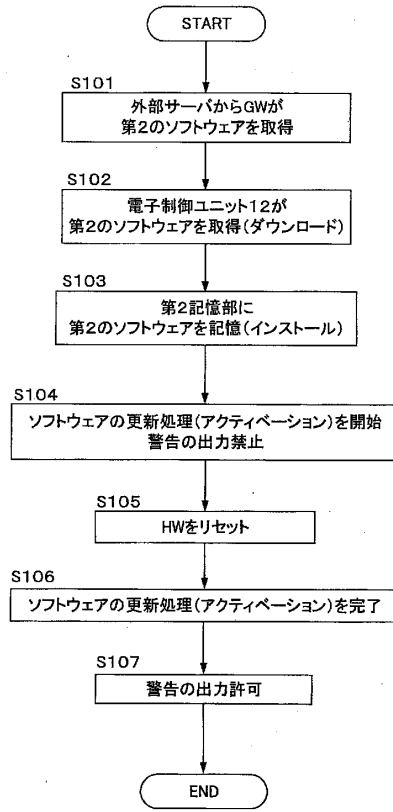 START
S101
外部サーバからGWが
第2のソフトウェアを取得
S102
電子制御ユニット12が
第2のソフトウェアを取得(ダウンロード)
S103
第2記憶部に
第2のソフトウェアを記憶(インストール)
S104
ソフトウェアの更新処理(アクティベーション)を開始
警告の出力禁止
S105
HWをリセット
S106
ソフトウェアの更新処理(アクティベーション)を完了
S107
警告の出力許可
END